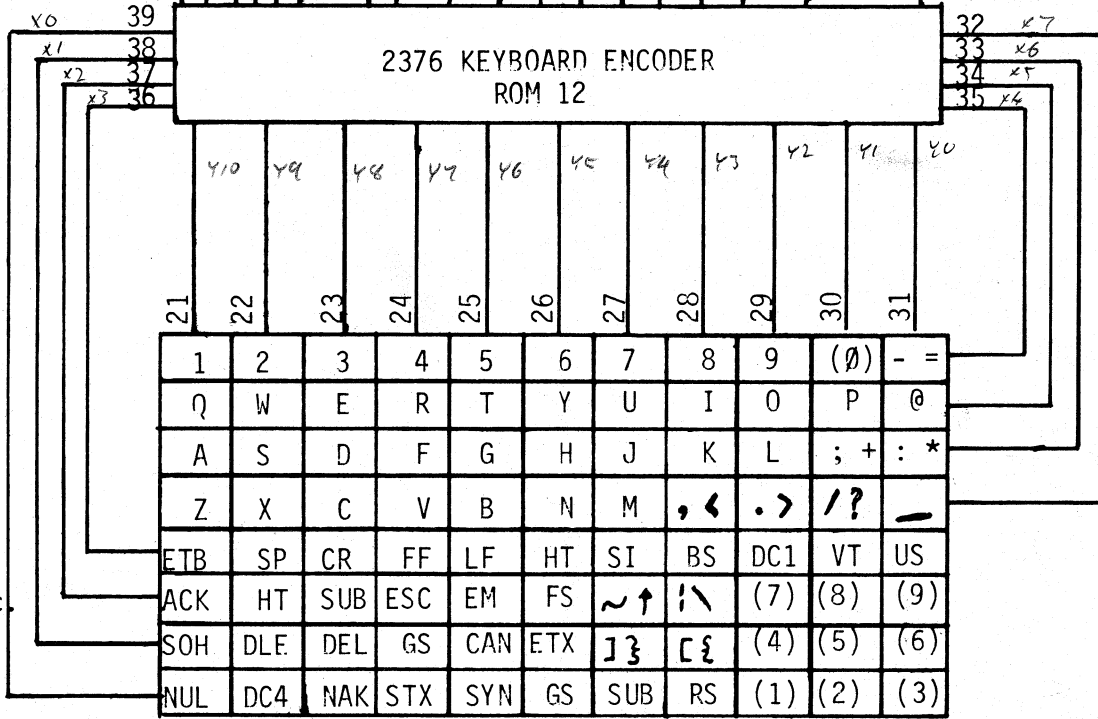 x0 39 32 x7
x1 38 2376 KEYBOARD ENCODER 33 x6
x2 37 ROM 12 34 x5
x3 36 35 x4
Y10 Y9 Y8 Y7 Y6 Y5 Y4 Y3 Y2 Y1 Y0
21 22 23 24 25 26 27 28 29 30 31
1 2 3 4 5 6 7 8 9 (Ø) - =
Q W E R T Y U I O P @
A S D F G H J K L ; + : *
Z X C V B N M , < . > / ? _
ETB SP CR FF LF HT SI BS DC1 VT US
ACK HT SUB ESC EM FS ~ ↑ ¦ \ (7) (8) (9)
SOH DLE DEL GS CAN ETX ] } [ { (4) (5) (6)
NUL DC4 NAK STX SYN GS SUB RS (1) (2) (3)